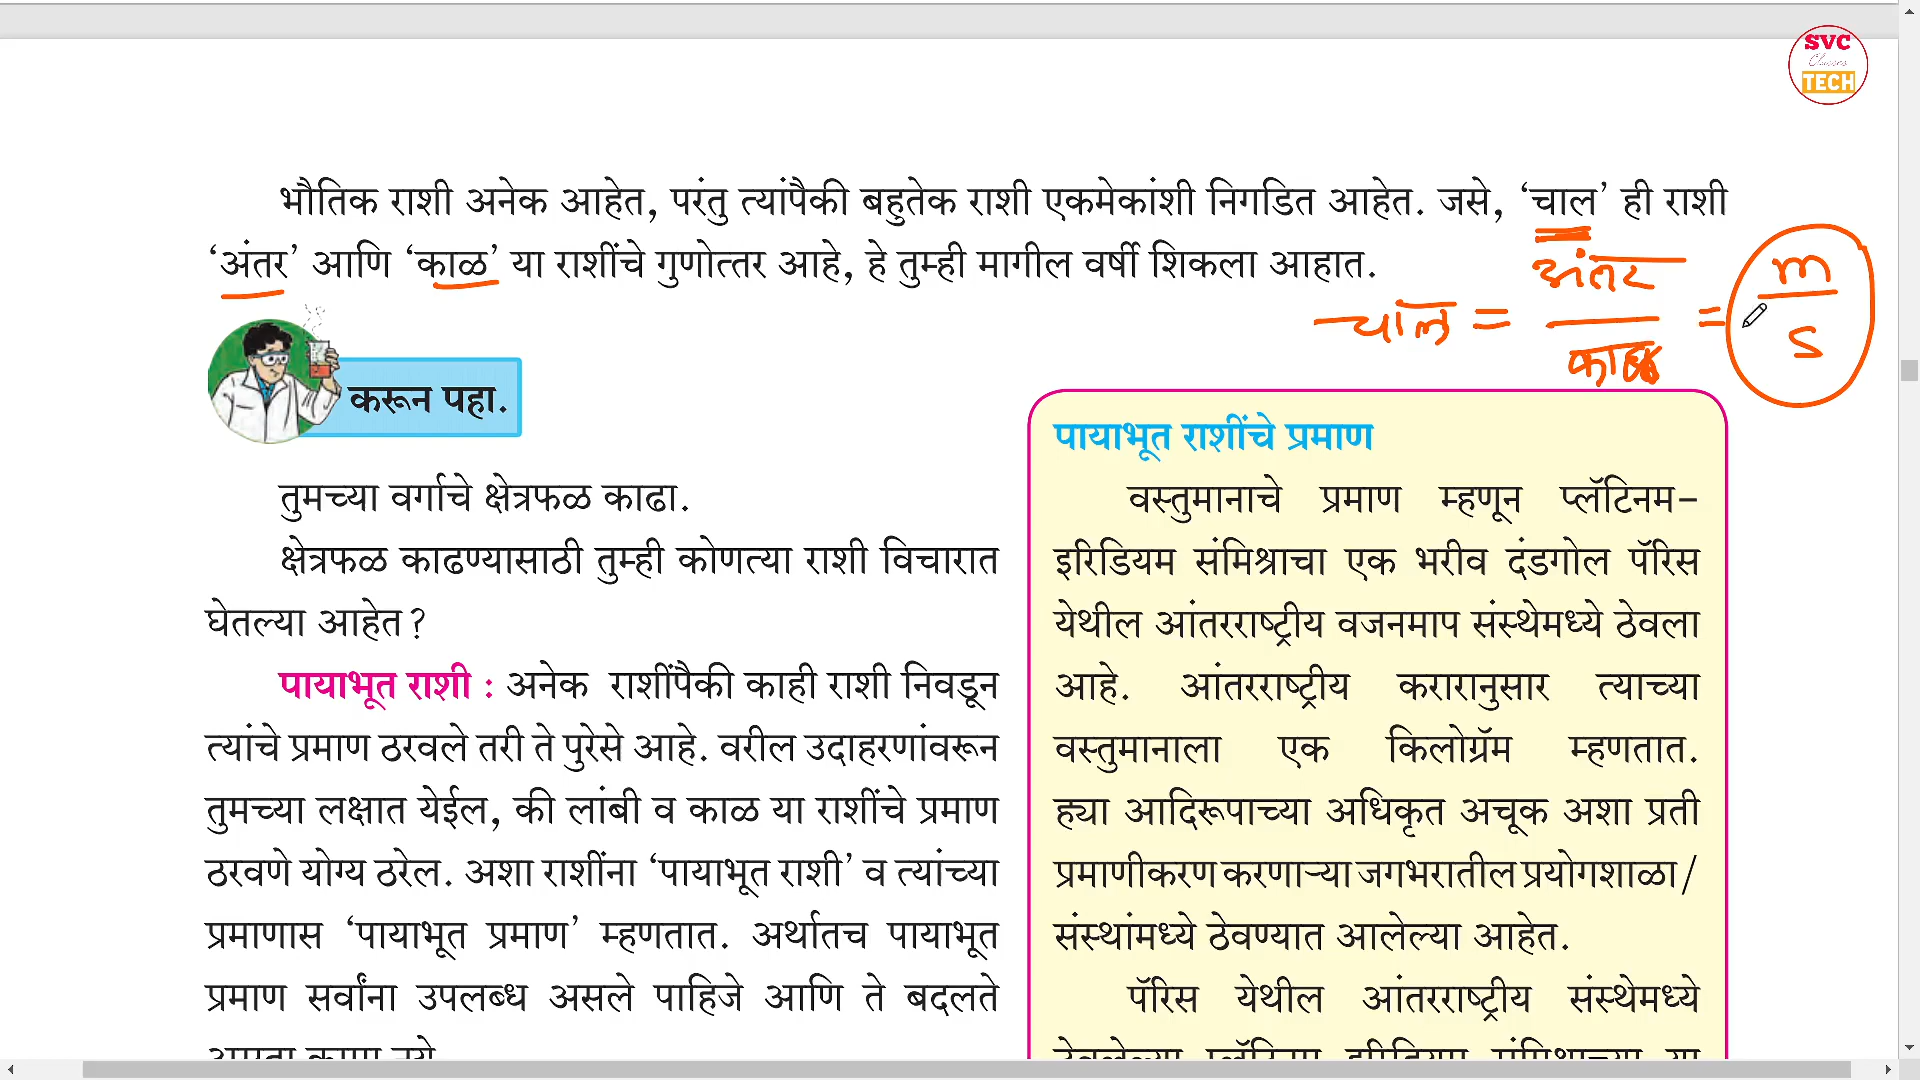 SVC
Classes
TECH
भौतिक राशी अनेक आहेत, परंतु त्यांपैकी बहुतेक राशी एकमेकांशी निगडित आहेत. जसे, ‘चाल’ ही राशी
‘अंतर’ आणि ‘काळ’ या राशींचे गुणोत्तर आहे, हे तुम्ही मागील वर्षी शिकला आहात.
चाल = अंतर / काळ = m / s
करून पहा.
तुमच्या वर्गाचे क्षेत्रफळ काढा.
क्षेत्रफळ काढण्यासाठी तुम्ही कोणत्या राशी विचारात
घेतल्या आहेत?
पायाभूत राशी : अनेक राशींपैकी काही राशी निवडून
त्यांचे प्रमाण ठरवले तरी ते पुरेसे आहे. वरील उदाहरणांवरून
तुमच्या लक्षात येईल, की लांबी व काळ या राशींचे प्रमाण
ठरवणे योग्य ठरेल. अशा राशींना ‘पायाभूत राशी’ व त्यांच्या
प्रमाणास ‘पायाभूत प्रमाण’ म्हणतात. अर्थातच पायाभूत
प्रमाण सर्वांना उपलब्ध असले पाहिजे आणि ते बदलते
पायाभूत राशींचे प्रमाण
वस्तुमानाचे प्रमाण म्हणून प्लॅटिनम-
इरिडियम संमिश्राचा एक भरीव दंडगोल पॅरिस
येथील आंतरराष्ट्रीय वजनमाप संस्थेमध्ये ठेवला
आहे. आंतरराष्ट्रीय करारानुसार त्याच्या
वस्तुमानाला एक किलोग्रॅम म्हणतात.
ह्या आदिरूपाच्या अधिकृत अचूक अशा प्रती
प्रमाणीकरण करणाऱ्या जगभरातील प्रयोगशाळा/
संस्थांमध्ये ठेवण्यात आलेल्या आहेत.
पॅरिस येथील आंतरराष्ट्रीय संस्थेमध्ये